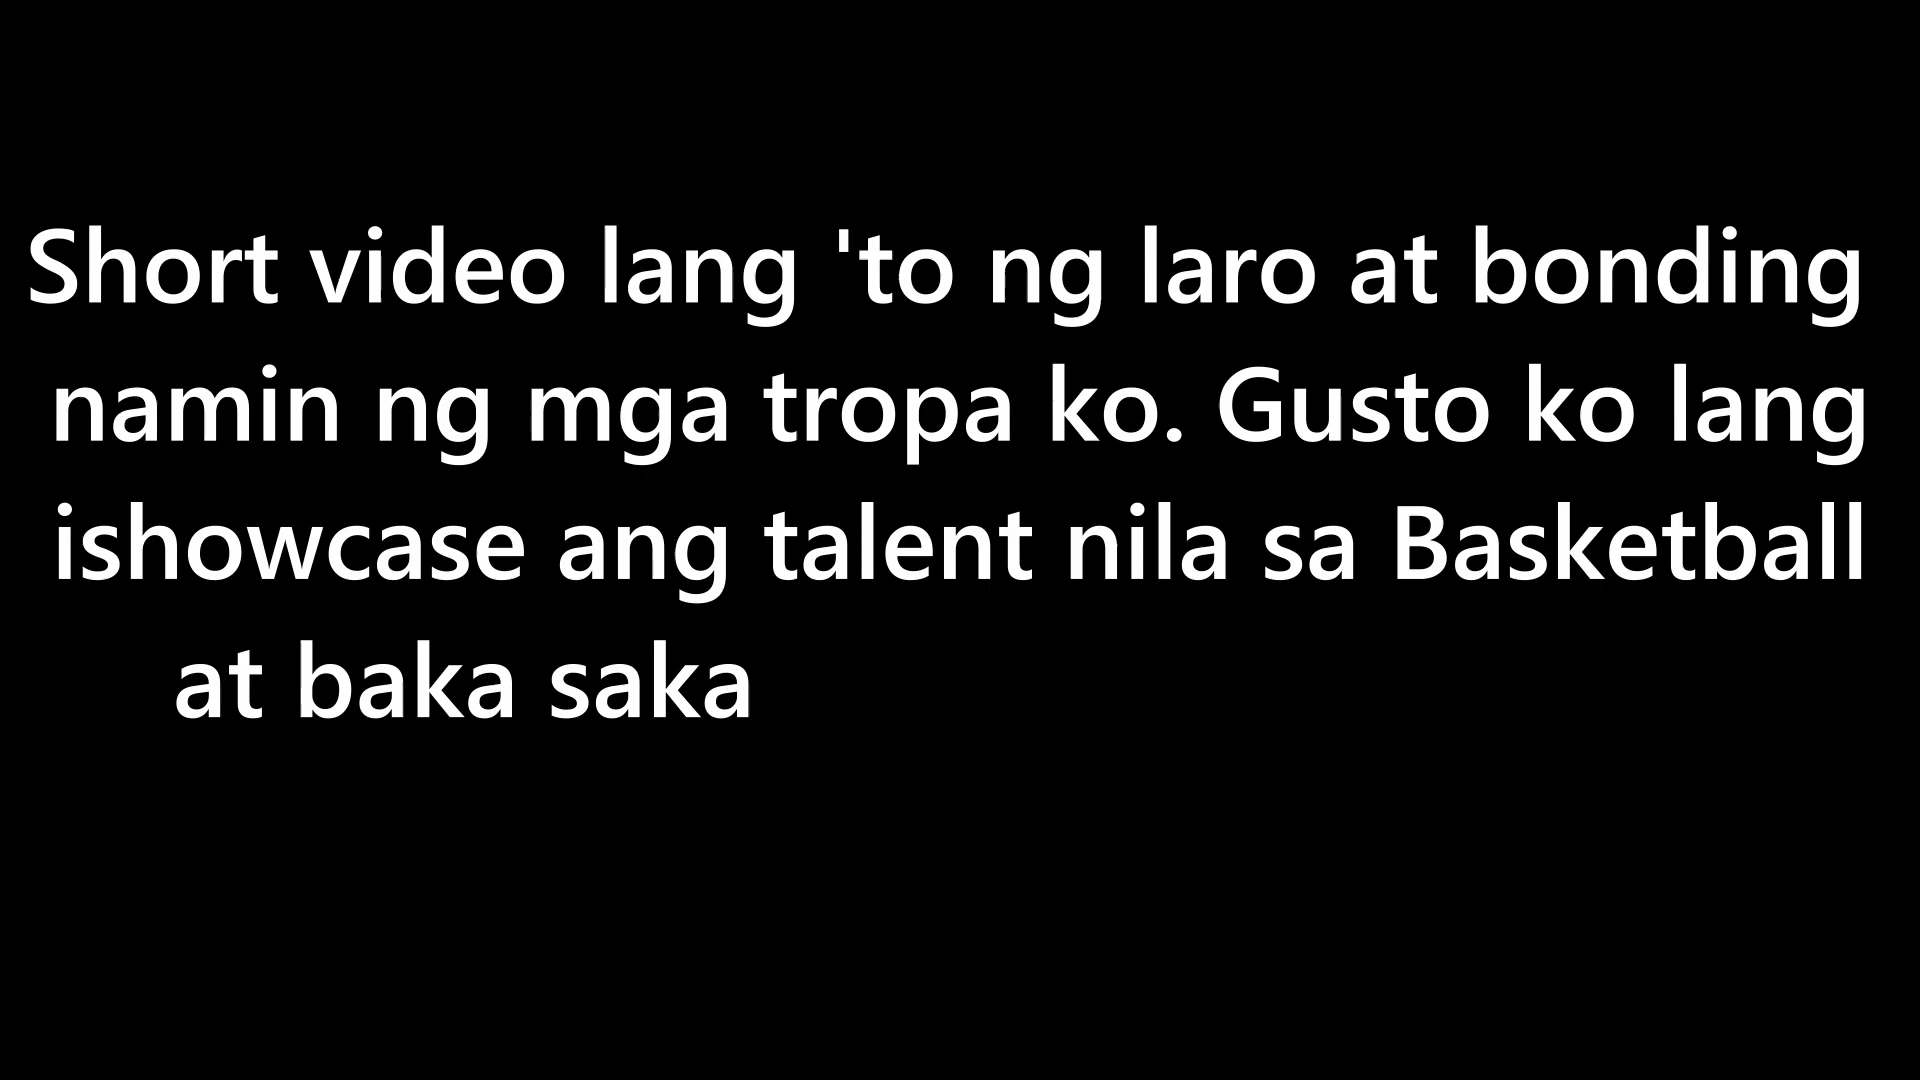 Short video lang 'to ng laro at bonding
namin ng mga tropa ko. Gusto ko lang
ishowcase ang talent nila sa Basketball
at baka saka